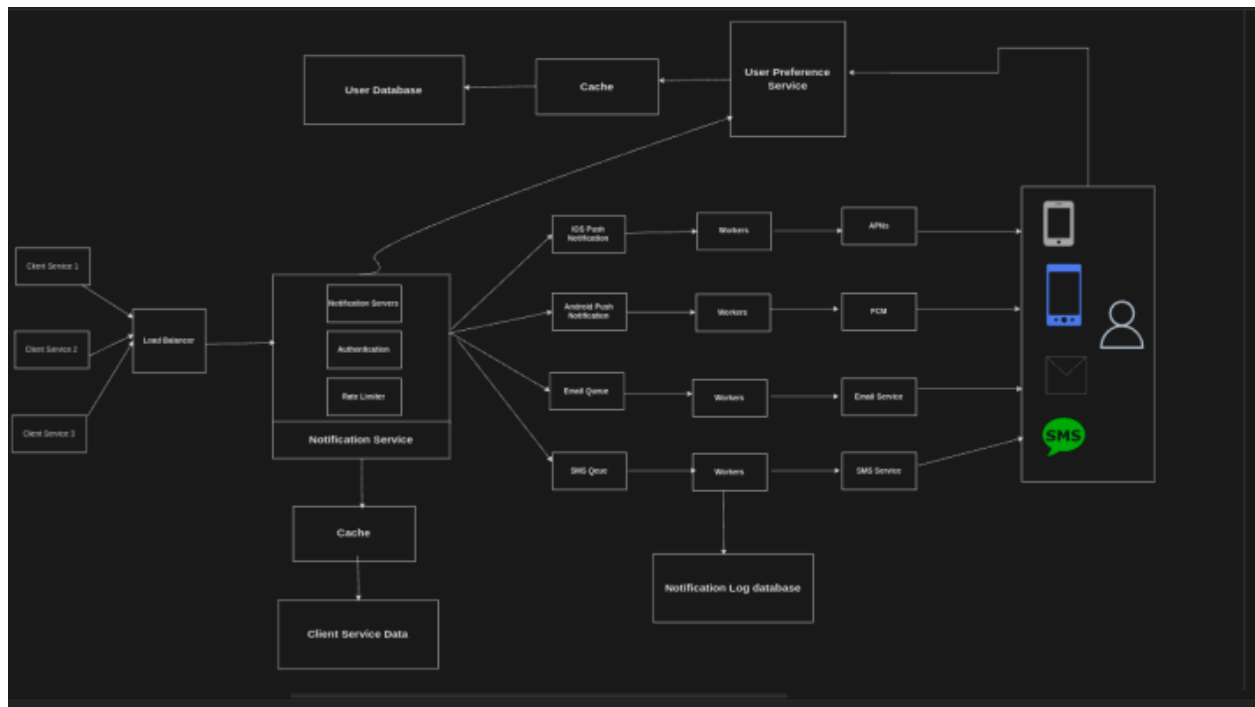 User Preference
Service
User Database
Cache
IOS Push
Notification
Workers
APNs
Client Service 1
Notification Servers
Android Push
Notification
Workers
FCM
Load Balancer
Client Service 2
Authentication
Email Queue
Workers
Email Service
Rate Limiter
Client Service 3
Notification Service
SMS Qeue
Workers
SMS Service
SMS
Cache
Notification Log database
Client Service Data